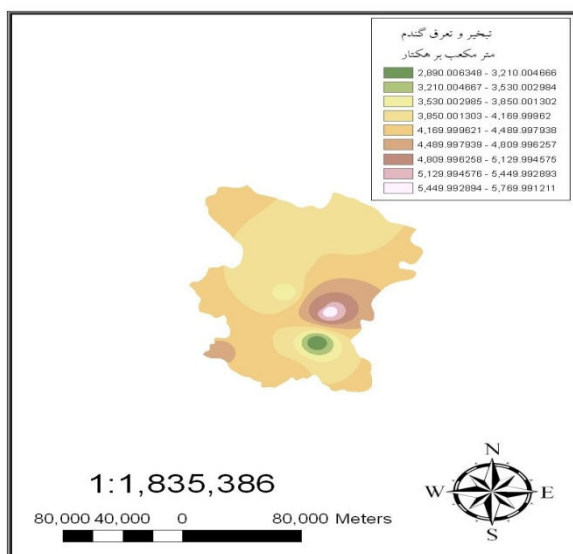 تبخیر و تعرق گندم
متر مکعب بر هکتار
2,890.006348 - 3,210.004666
3,210.004667 - 3,530.002984
3,530.002985 - 3,850.001302
3,850.001303 - 4,169.99962
4,169.999621 - 4,489.997938
4,489.997939 - 4,809.996257
4,809.996258 - 5,129.994575
5,129.994576 - 5,449.992893
5,449.992894 - 5,769.991211
1:1,835,386
80,000 40,000 0 80,000 Meters
N
W E
S